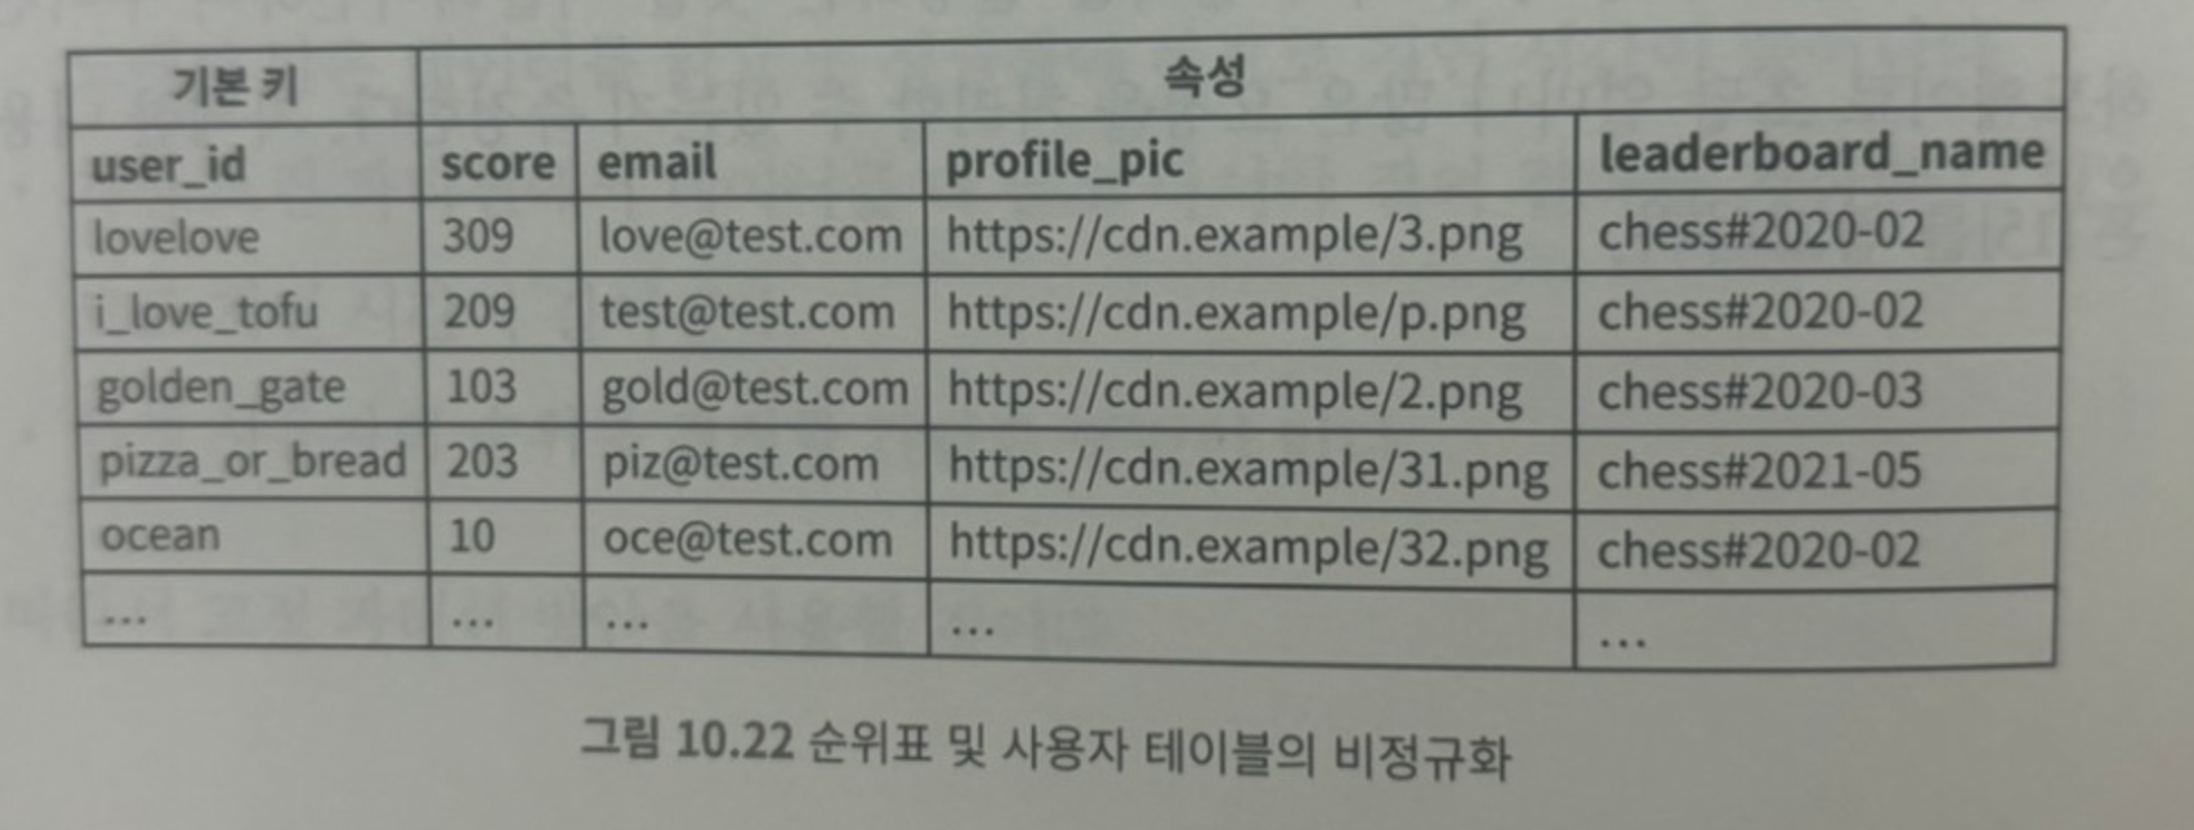 기본 키 속성
user_id score email profile_pic leaderboard_name
lovelove 309 love@test.com https://cdn.example/3.png chess#2020-02
i_love_tofu 209 test@test.com https://cdn.example/p.png chess#2020-02
golden_gate 103 gold@test.com https://cdn.example/2.png chess#2020-03
pizza_or_bread 203 piz@test.com https://cdn.example/31.png chess#2021-05
ocean 10 oce@test.com https://cdn.example/32.png chess#2020-02
... ... ... ... ...
그림 10.22 순위표 및 사용자 테이블의 비정규화